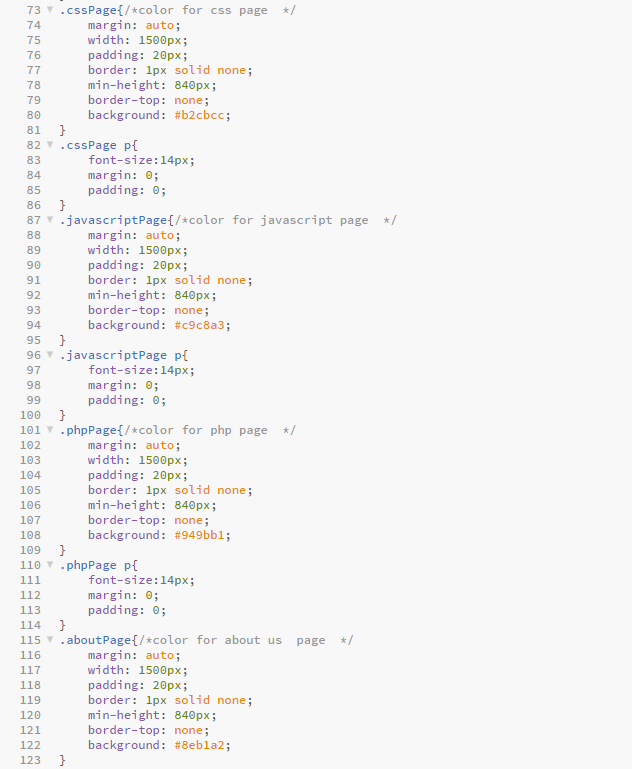 73 .cssPage{/*color for css page  */
74     margin: auto;
75     width: 1500px;
76     padding: 20px;
77     border: 1px solid none;
78     min-height: 840px;
79     border-top: none;
80     background: #b2cbcc;
81 }
82 .cssPage p{
83     font-size:14px;
84     margin: 0;
85     padding: 0;
86 }
87 .javascriptPage{/*color for javascript page  */
88     margin: auto;
89     width: 1500px;
90     padding: 20px;
91     border: 1px solid none;
92     min-height: 840px;
93     border-top: none;
94     background: #c9c8a3;
95 }
96 .javascriptPage p{
97     font-size:14px;
98     margin: 0;
99     padding: 0;
100 }
101 .phpPage{/*color for php page  */
102     margin: auto;
103     width: 1500px;
104     padding: 20px;
105     border: 1px solid none;
106     min-height: 840px;
107     border-top: none;
108     background: #949bb1;
109 }
110 .phpPage p{
111     font-size:14px;
112     margin: 0;
113     padding: 0;
114 }
115 .aboutPage{/*color for about us  page  */
116     margin: auto;
117     width: 1500px;
118     padding: 20px;
119     border: 1px solid none;
120     min-height: 840px;
121     border-top: none;
122     background: #8eb1a2;
123 }